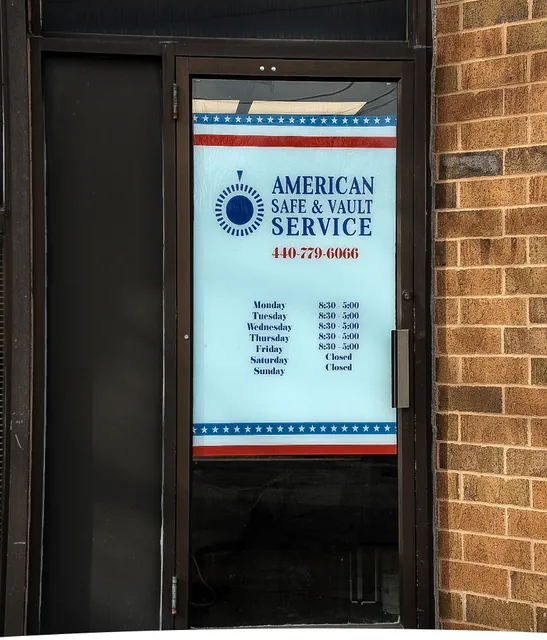 AMERICAN
SAFE & VAULT
SERVICE
440-779-6066
Monday 8:30 - 5:00
Tuesday 8:30 - 5:00
Wednesday 8:30 - 5:00
Thursday 8:30 - 5:00
Friday 8:30 - 5:00
Saturday Closed
Sunday Closed